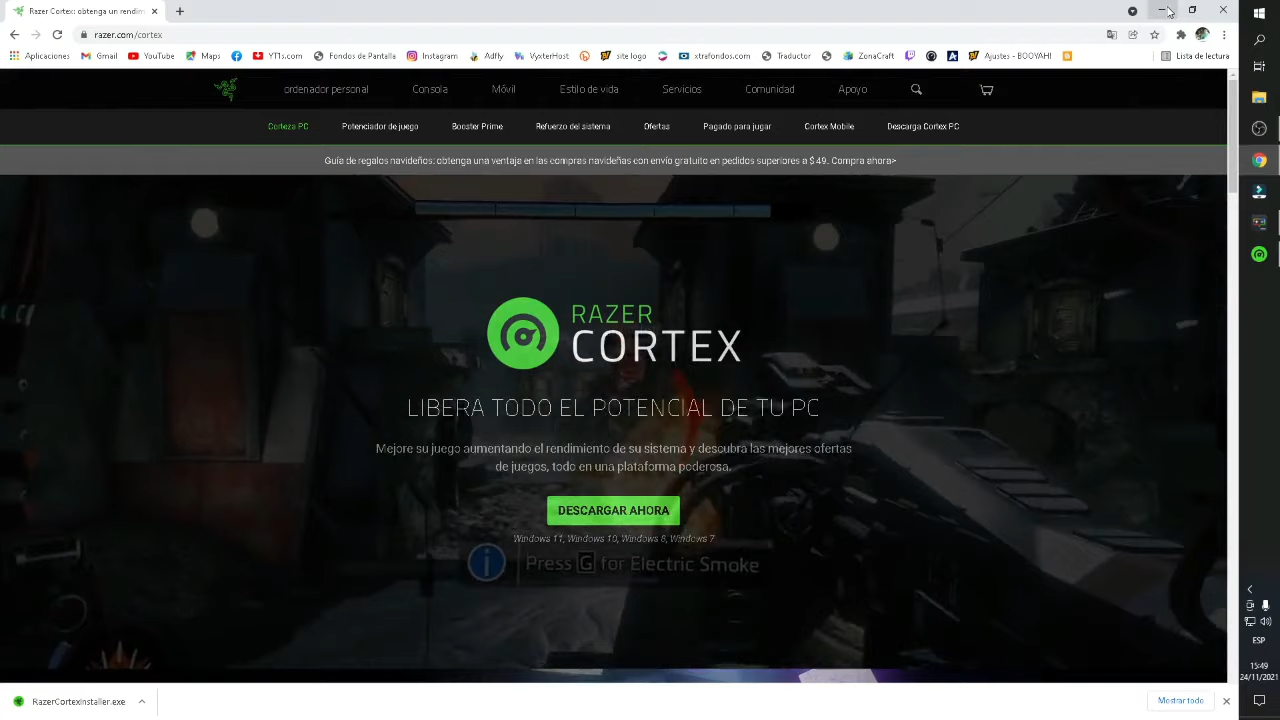 Razer Cortex: obtenga un rendim
razer.com/cortex
Aplicaciones Gmail YouTube Maps YT1s.com Fondos de Pantalla Instagram Adfly VyxterHost site logo xtrafondos.com Traductor ZonaCraft Ajustes - BOOYAH! Lista de lectura
ordenador personal Consola Móvil Estilo de vida Servicios Comunidad Apoyo
Corteza PC Potenciador de juego Booster Prime Refuerzo del sistema Ofertas Pagado para jugar Cortex Mobile Descarga Cortex PC
Guía de regalos navideños: obtenga una ventaja en las compras navideñas con envío gratuito en pedidos superiores a $ 49. Compra ahora>
RAZER
CORTEX
LIBERA TODO EL POTENCIAL DE TU PC
Mejore su juego aumentando el rendimiento de su sistema y descubra las mejores ofertas
de juegos, todo en una plataforma poderosa.
DESCARGAR AHORA
Windows 11, Windows 10, Windows 8, Windows 7
Press G for Electric Smoke
ESP
15:49
24/11/2021
RazerCortexInstaller.exe
Mostrar todo